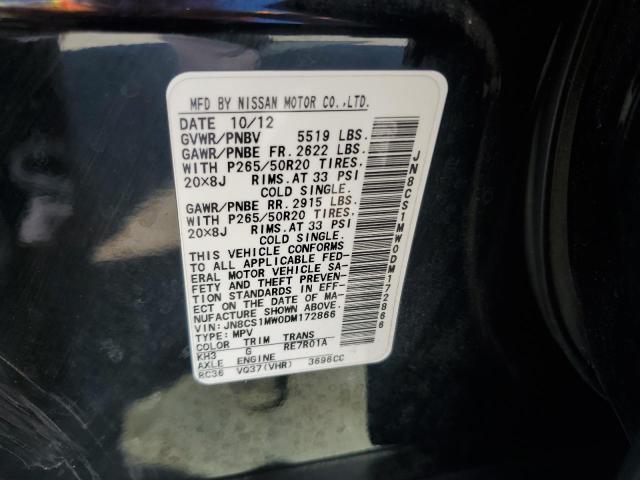 MFD BY NISSAN MOTOR CO.,LTD.
DATE 10/12
GVWR/PNBV 5519 LBS.
GAWR/PNBE FR. 2622 LBS.
WITH P265/50R20 TIRES,
20X8J RIMS.AT 33 PSI
COLD SINGLE.
GAWR/PNBE RR. 2915 LBS.
WITH P265/50R20 TIRES,
20X8J RIMS.AT 33 PSI
COLD SINGLE.
THIS VEHICLE CONFORMS
TO ALL APPLICABLE FED-
ERAL MOTOR VEHICLE SA-
FETY AND THEFT PREVEN-
TION STANDARDS IN EFF-
ECT ON THE DATE OF MA-
NUFACTURE SHOWN ABOVE.
VIN: JN8CS1MW0DM172866
TYPE: MPV
COLOR TRIM TRANS
KH3 G RE7R01A
AXLE ENGINE
RC36 VQ37(VHR) 3696CC
JN8CS1MW0DM172866